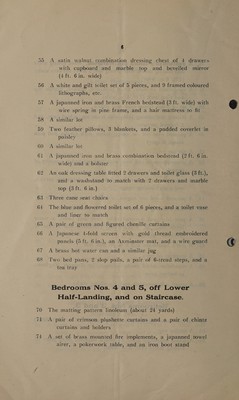 8
55 A satin walnut combination dressing chest of 4 drawers
with cupboard and marble top and bevelled mirror
(4 ft. 6 in. wide)
56 A white and gilt toilet set of 5 pieces, and 9 framed coloured
lithographs, etc.
57 A japanned iron and brass French bedstead (3 ft. wide) with
wire spring in pine frame, and a hair mattress to fit
58 A similar lot
59 Two feather pillows, 3 blankets, and a padded coverlet in
paisley
60 A similar lot
61 A japanned iron and brass combination bedstead (2 ft. 6 in.
wide) and a bolster
62 An oak dressing table fitted 2 drawers and toilet glass (3 ft.),
and a washstand to match with 2 drawers and marble
top (3 ft. 6 in.)
63 Three cane seat chairs
64 The blue and flowered toilet set of 6 pieces, and a toilet vase
and to match
65 A pair of green and figured chenille curtains
66 A Japanese 4-fold screen with gold thread embroidered
panels (5 ft. 6 in.), an Axminster mat, and a wire guard
67 A brass hot water can and a similar jug
69 Two bed pans, 2 slop pails, a pair of 6-tread steps, and a
tea tray
Bedrooms Nos. 4 and 5, off Lower
Half-Landing, and on Staircase.
70 The matting pattern linoleum (about 24 yards)
71 A pair of crimson plushette curtains and a pair of chintz
curtains and holders
74 A set of brass mounted fire implements, a japanned towel
airer, a pokerwork table, and an iron boot stand